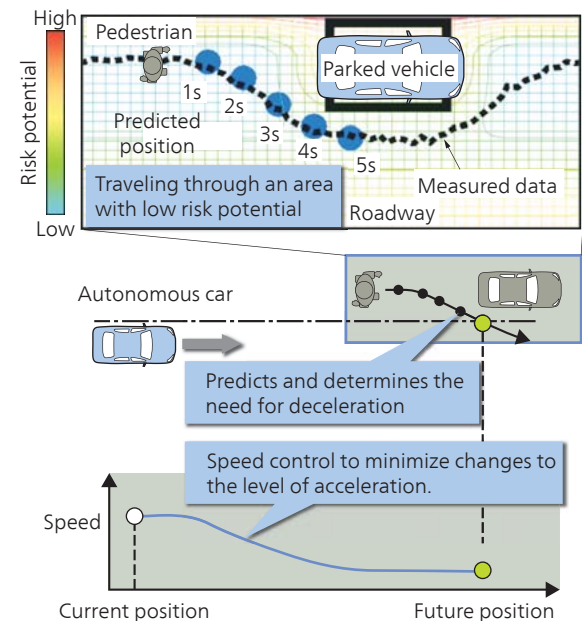 High
Pedestrian
Parked vehicle
1s
2s
3s
4s
5s
Predicted
position
Measured data
Risk potential
Traveling through an area
with low risk potential
Roadway
Low
Autonomous car
Predicts and determines the
need for deceleration
Speed control to minimize changes to
the level of acceleration.
Speed
Current position
Future position